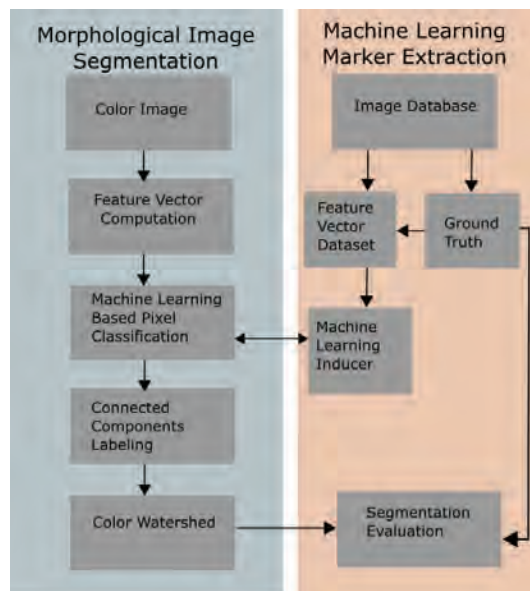 Morphological Image
Segmentation
Color Image
Feature Vector
Computation
Machine Learning
Based Pixel
Classification
Connected
Components
Labeling
Color Watershed
Machine Learning
Marker Extraction
Image Database
Feature
Vector
Dataset
Ground
Truth
Machine
Learning
Inducer
Segmentation
Evaluation